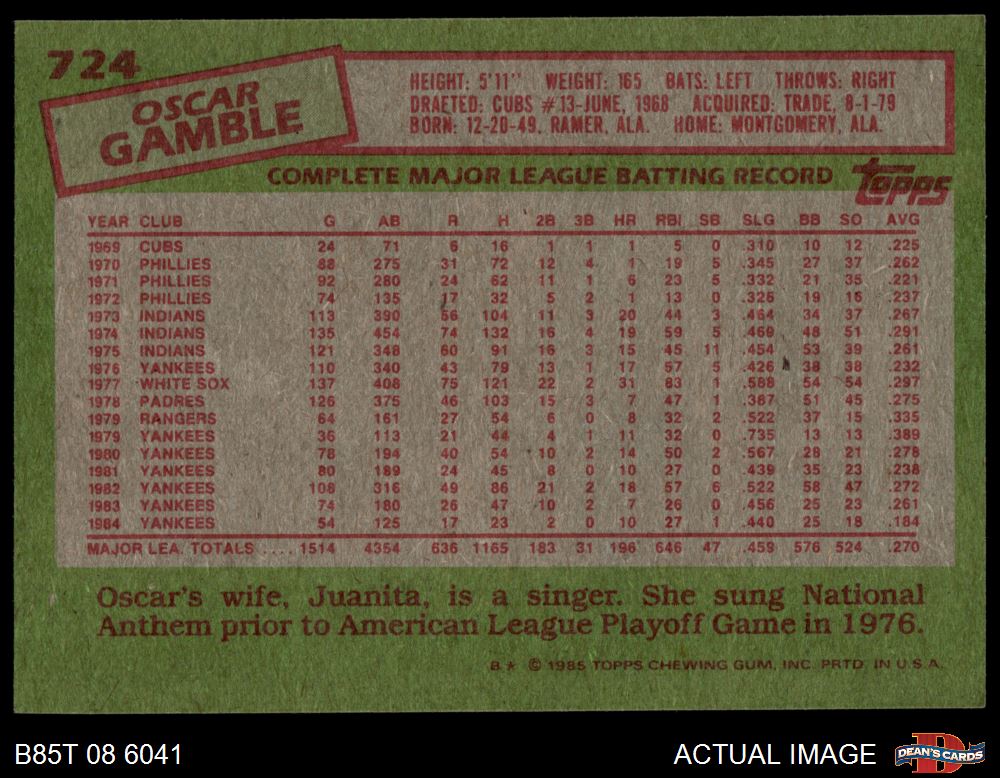 724
OSCAR
GAMBLE
HEIGHT: 5'11" WEIGHT: 165 BATS: LEFT THROWS: RIGHT
DRAFTED: CUBS #13-JUNE, 1968 ACQUIRED: TRADE, 8-1-79
BORN: 12-20-49, RAMER, ALA. HOME: MONTGOMERY, ALA.
COMPLETE MAJOR LEAGUE BATTING RECORD
TOPPS
YEAR CLUB G AB R H 2B 3B HR RBI SB SLG BB SO AVG
1969 CUBS 24 71 6 16 1 1 1 5 0 .310 10 12 .225
1970 PHILLIES 88 275 31 72 12 4 1 19 5 .345 27 37 .262
1971 PHILLIES 92 280 24 62 11 1 6 23 5 .332 21 35 .221
1972 PHILLIES 74 135 17 32 5 2 1 13 0 .326 19 16 .237
1973 INDIANS 113 390 56 104 11 3 20 44 3 .464 34 37 .267
1974 INDIANS 135 454 74 132 16 4 19 59 5 .469 48 51 .291
1975 INDIANS 121 348 60 91 16 3 15 45 11 .454 53 39 .261
1976 YANKEES 110 340 43 79 13 1 17 57 5 .426 38 38 .232
1977 WHITE SOX 137 408 75 121 22 2 31 83 1 .588 54 54 .297
1978 PADRES 126 375 46 103 15 3 7 47 1 .387 51 45 .275
1979 RANGERS 64 161 27 54 6 0 8 32 2 .522 37 15 .335
1979 YANKEES 36 113 21 44 4 1 11 32 0 .735 13 13 .389
1980 YANKEES 78 194 40 54 10 2 14 50 2 .567 28 21 .278
1981 YANKEES 80 189 24 45 8 0 10 27 0 .439 35 23 .238
1982 YANKEES 108 316 49 86 21 2 18 57 6 .522 58 47 .272
1983 YANKEES 74 180 26 47 10 2 7 26 0 .456 25 23 .261
1984 YANKEES 54 125 17 23 2 0 10 27 1 .440 25 18 .184
MAJOR LEA. TOTALS .... 1514 4354 636 1165 183 31 196 646 47 .459 576 524 .270
Oscar's wife, Juanita, is a singer. She sung National
Anthem prior to American League Playoff Game in 1976.
B★ © 1985 TOPPS CHEWING GUM, INC. PRTD. IN U.S.A.
B85T 08 6041
ACTUAL IMAGE
D
DEAN'S CARDS